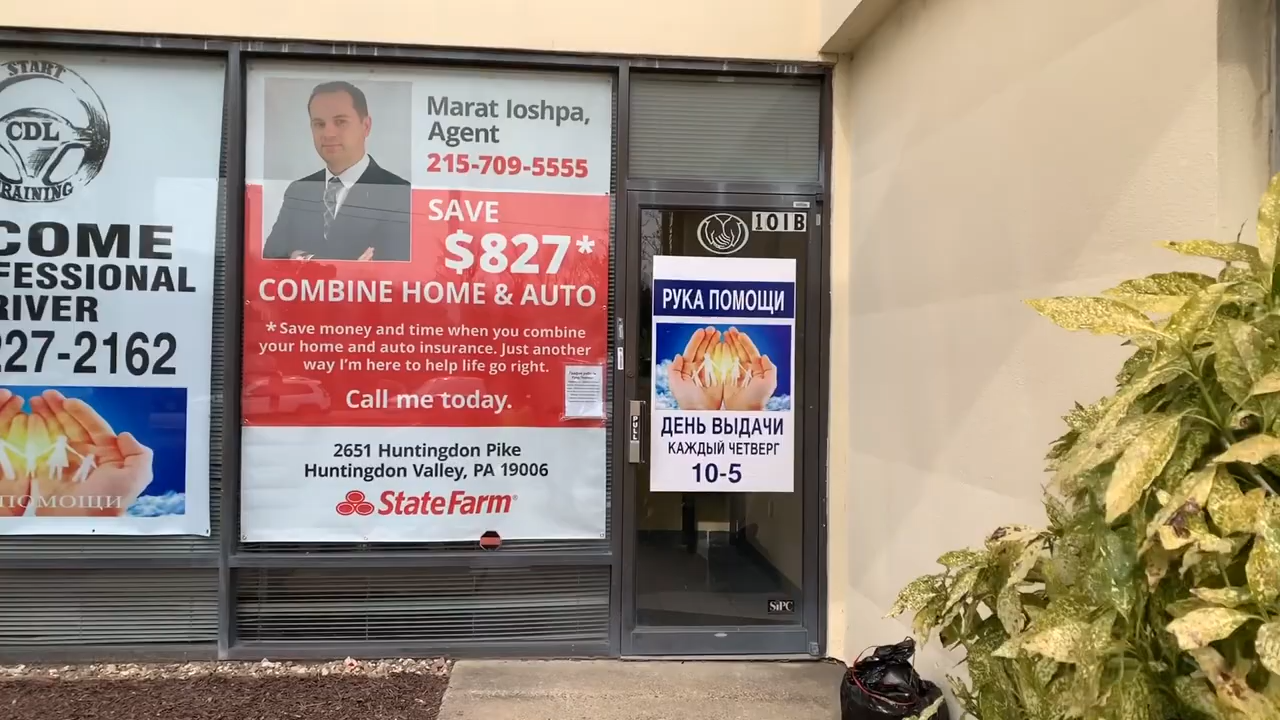 START
CDL
TRAINING
COME
FESSIONAL
RIVER
227-2162
ПОМОЩИ
Marat Ioshpa,
Agent
215-709-5555
SAVE
$827*
COMBINE HOME & AUTO
* Save money and time when you combine
your home and auto insurance. Just another
way I'm here to help life go right.
Call me today.
2651 Huntingdon Pike
Huntingdon Valley, PA 19006
StateFarm®
101B
РУКА ПОМОЩИ
ДЕНЬ ВЫДАЧИ
КАЖДЫЙ ЧЕТВЕРГ
10-5
PULL
SiPC